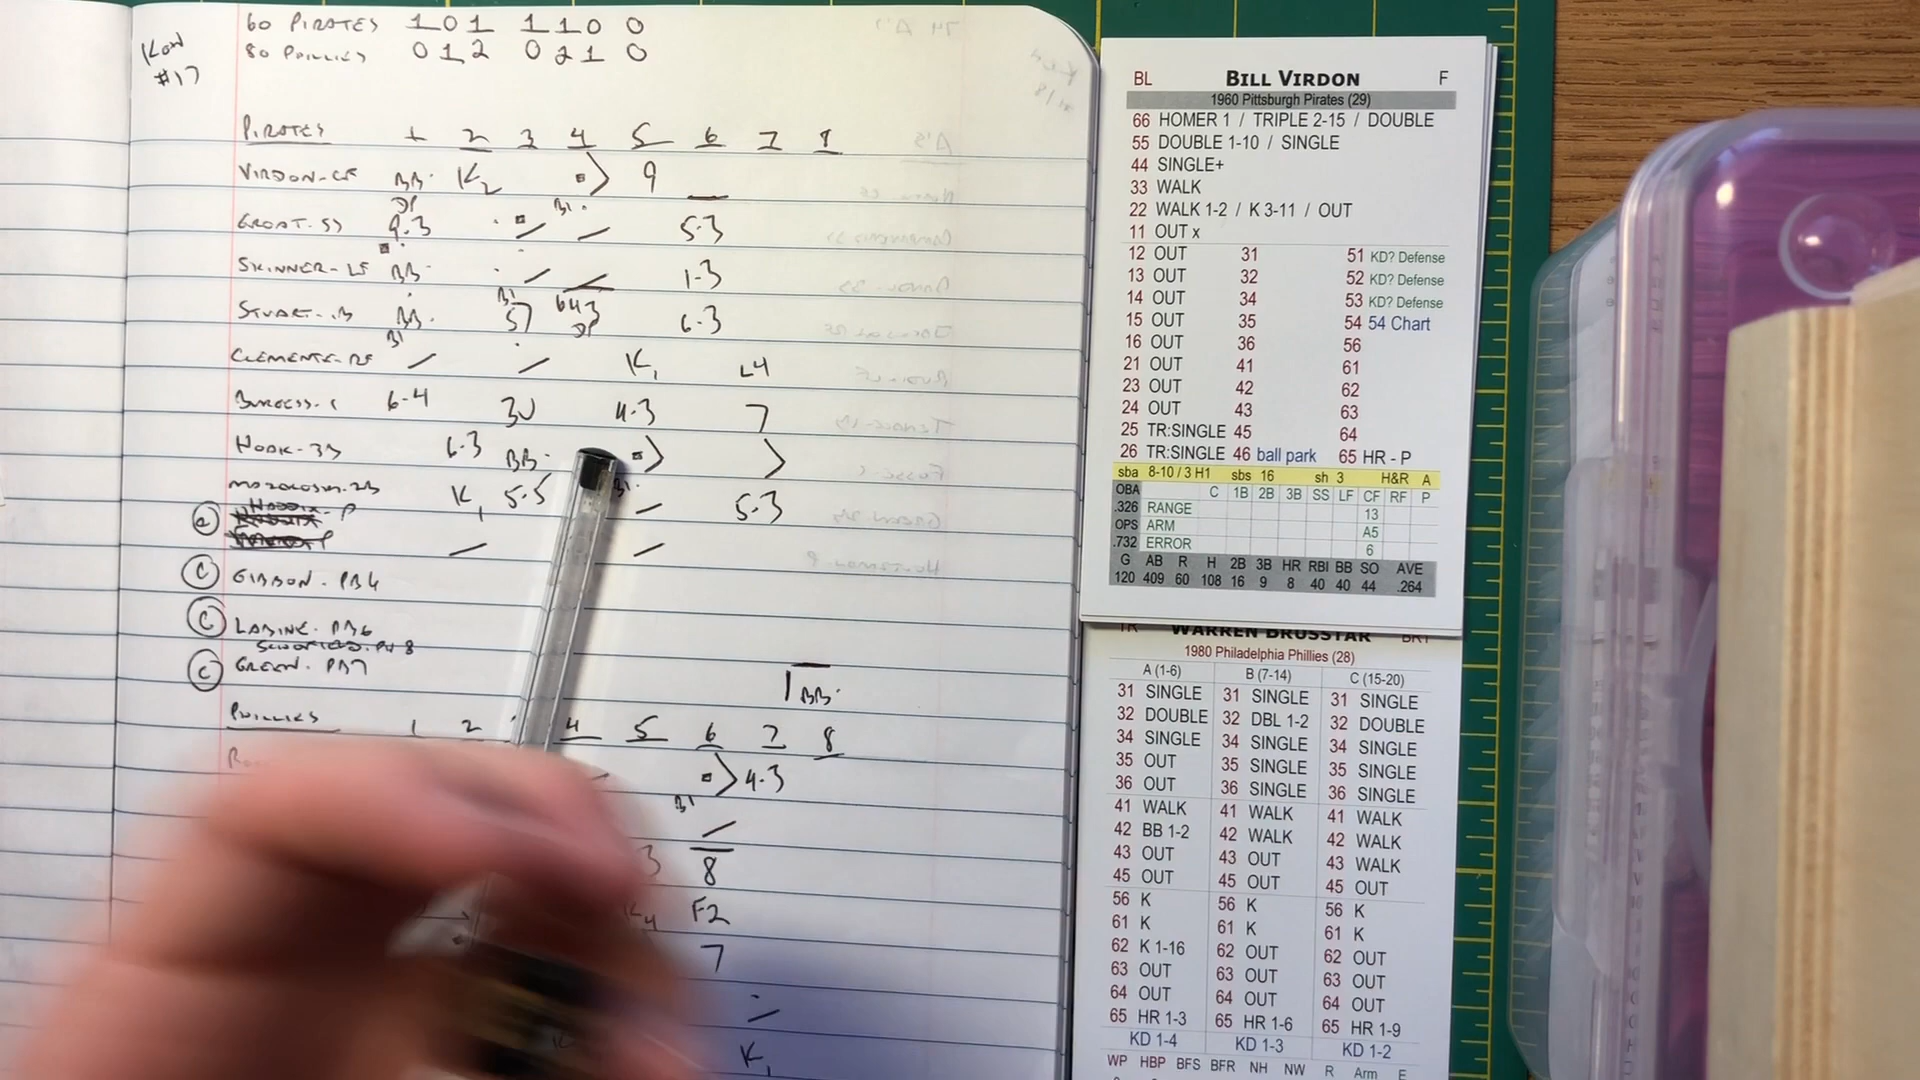 60 PIRATES 1 0 1 1 1 0 0
80 PHILLIES 0 1 2 0 2 1 0
#17
PIRATES 1 2 3 4 5 6 7 8
VIRDON-CF BB K2 9
GROAT-SS 5-3
SKINNER-LF BB 1-3
STUART-1B BB 57 643 6-3
DP
CLEMENTE-RF K1 L4
BURGESS-C 6-4 3U 4-3 7
HOAK-3B 6-3 BB
MAZEROSKI-2B K1 5-5 5-3
HADDIX-P
GIBBON-PB4
LABINE-PB6
GREEN-PB7
BB
PHILLIES 1 2 4 5 6 7 8
4-3
8
F2
7
K1
BL BILL VIRDON F
1960 Pittsburgh Pirates (29)
66 HOMER 1 / TRIPLE 2-15 / DOUBLE
55 DOUBLE 1-10 / SINGLE
44 SINGLE+
33 WALK
22 WALK 1-2 / K 3-11 / OUT
11 OUT x
12 OUT 31 51 KD? Defense
13 OUT 32 52 KD? Defense
14 OUT 34 53 KD? Defense
15 OUT 35 54 54 Chart
16 OUT 36 56
21 OUT 41 61
23 OUT 42 62
24 OUT 43 63
25 TR:SINGLE 45 64
26 TR:SINGLE 46 ball park 65 HR - P
sba 8-10 / 3 H1 sbs 16 sh 3 H&R A
OBA C 1B 2B 3B SS LF CF RF P
.326 RANGE 13
OPS ARM A5
.732 ERROR 6
G AB R H 2B 3B HR RBI BB SO AVE
120 409 60 108 16 9 8 40 40 44 .264
TR WARREN BRUSSTAR BRT
1980 Philadelphia Phillies (28)
A (1-6) B (7-14) C (15-20)
31 SINGLE 31 SINGLE 31 SINGLE
32 DOUBLE 32 DBL 1-2 32 DOUBLE
34 SINGLE 34 SINGLE 34 SINGLE
35 OUT 35 SINGLE 35 SINGLE
36 OUT 36 SINGLE 36 SINGLE
41 WALK 41 WALK 41 WALK
42 BB 1-2 42 WALK 42 WALK
43 OUT 43 OUT 43 WALK
45 OUT 45 OUT 45 OUT
56 K 56 K 56 K
61 K 61 K 61 K
62 K 1-16 62 OUT 62 OUT
63 OUT 63 OUT 63 OUT
64 OUT 64 OUT 64 OUT
65 HR 1-3 65 HR 1-6 65 HR 1-9
KD 1-4 KD 1-3 KD 1-2
WP HBP BFS BFR NH NW R Arm E